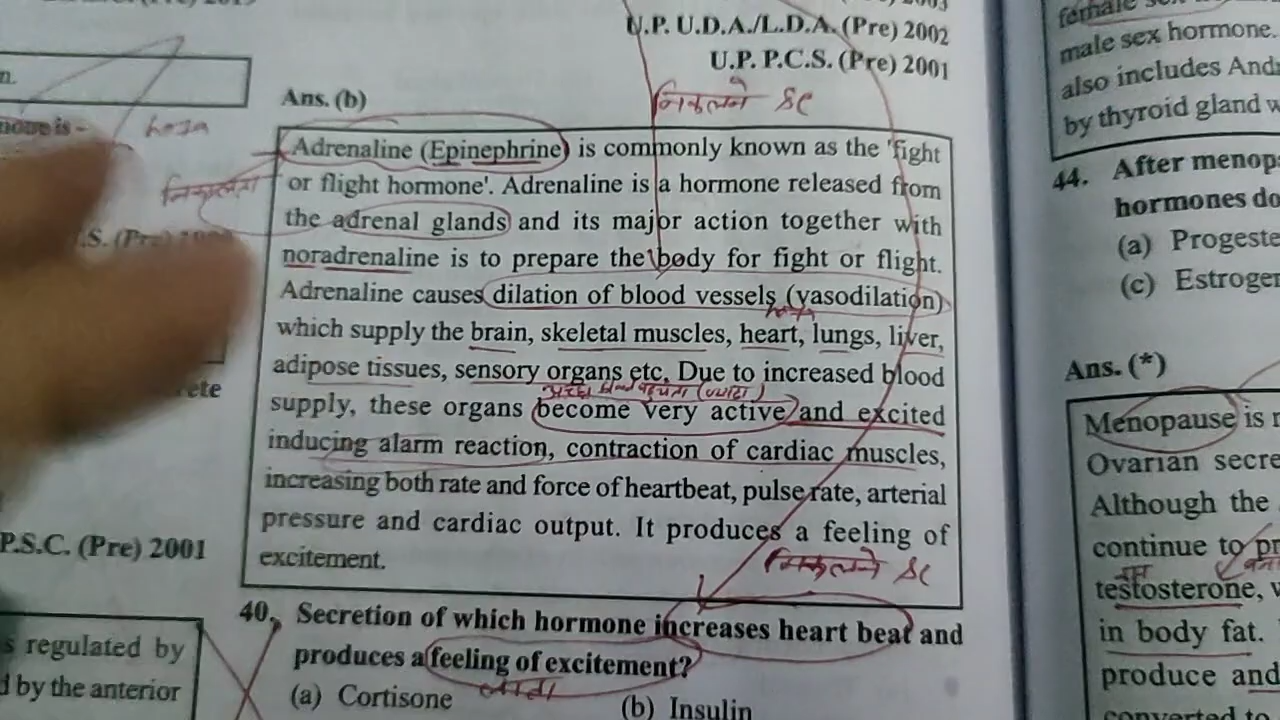 U.P. U.D.A./L.D.A. (Pre) 2002
U.P. P.C.S. (Pre) 2001
Ans. (b)
निकलने se
Adrenaline (Epinephrine) is commonly known as the 'fight
or flight hormone'. Adrenaline is a hormone released from
the adrenal glands and its major action together with
noradrenaline is to prepare the body for fight or flight.
Adrenaline causes dilation of blood vessels (vasodilation)
which supply the brain, skeletal muscles, heart, lungs, liver,
adipose tissues, sensory organs etc. Due to increased blood
supply, these organs become very active and excited
inducing alarm reaction, contraction of cardiac muscles,
increasing both rate and force of heartbeat, pulse rate, arterial
pressure and cardiac output. It produces a feeling of
excitement.
निकलने se
40. Secretion of which hormone increases heart beat and
produces a feeling of excitement?
(a) Cortisone (b) Insulin
n.
hoga
P.S.C. (Pre) 2001
s regulated by
d by the anterior
male sex hormone.
also includes
by thyroid gland
44. After
hormones do
(a)
(c)
Ans. (*)
Menopause is
Ovarian
Although the
continue to
testosterone,
in body fat.
produce and
converted to